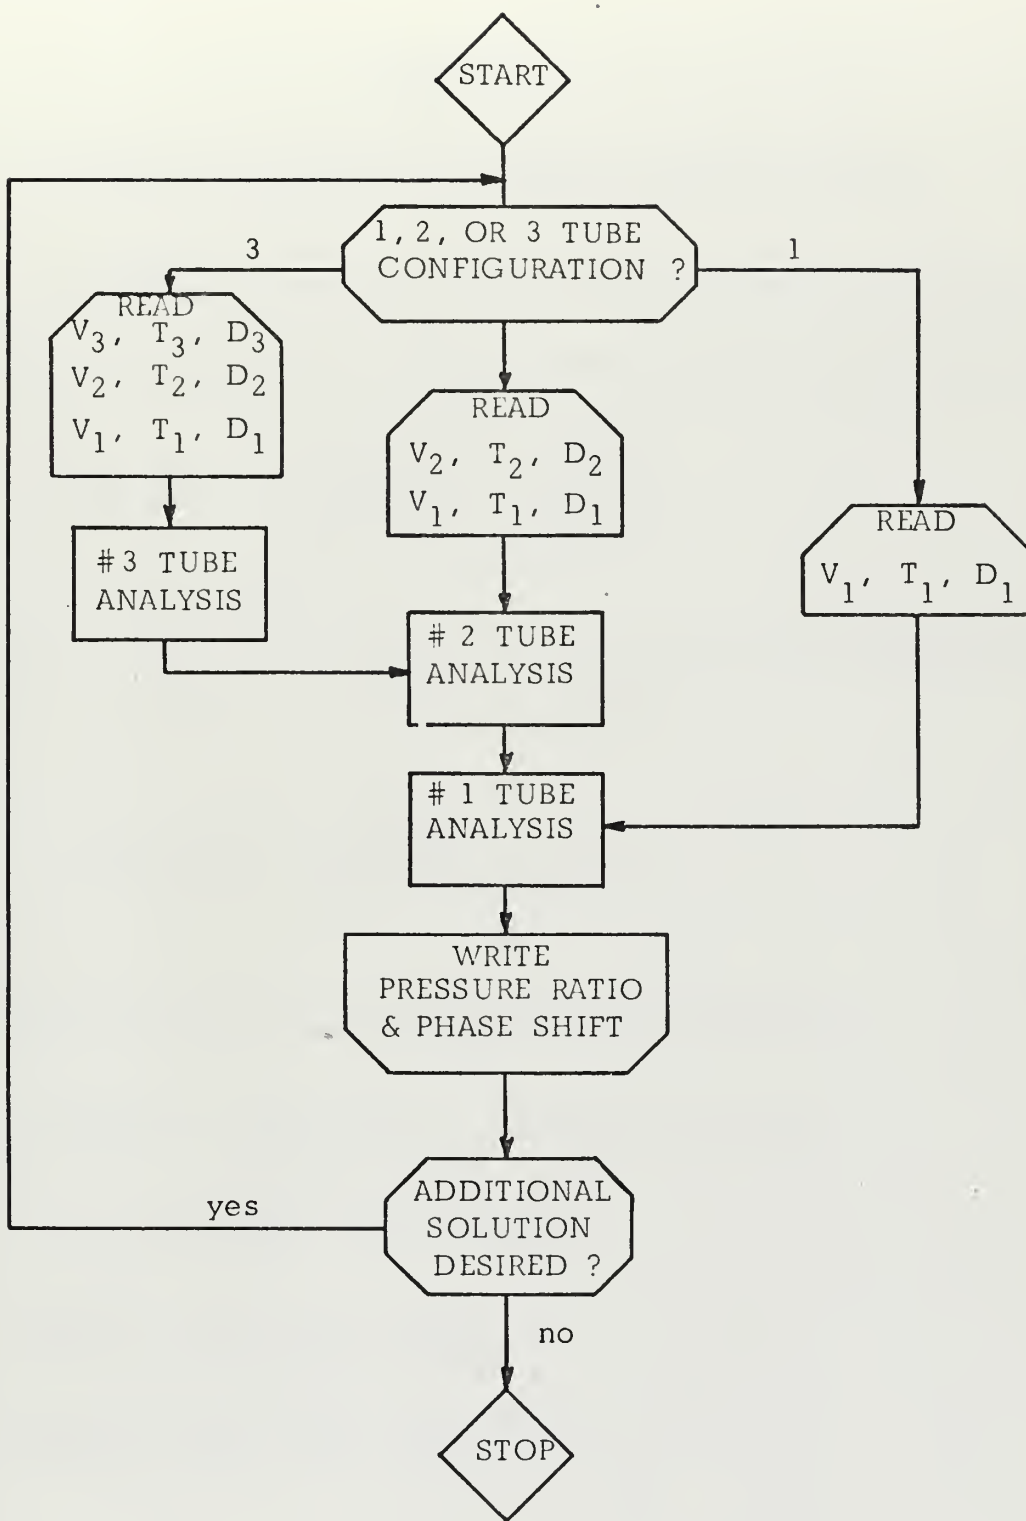 START
1, 2, OR 3 TUBE
CONFIGURATION ?
3
1
READ
V3, T3, D3
V2, T2, D2
V1, T1, D1
READ
V2, T2, D2
V1, T1, D1
READ
V1, T1, D1
#3 TUBE
ANALYSIS
# 2 TUBE
ANALYSIS
# 1 TUBE
ANALYSIS
WRITE
PRESSURE RATIO
& PHASE SHIFT
ADDITIONAL
SOLUTION
DESIRED ?
yes
no
STOP